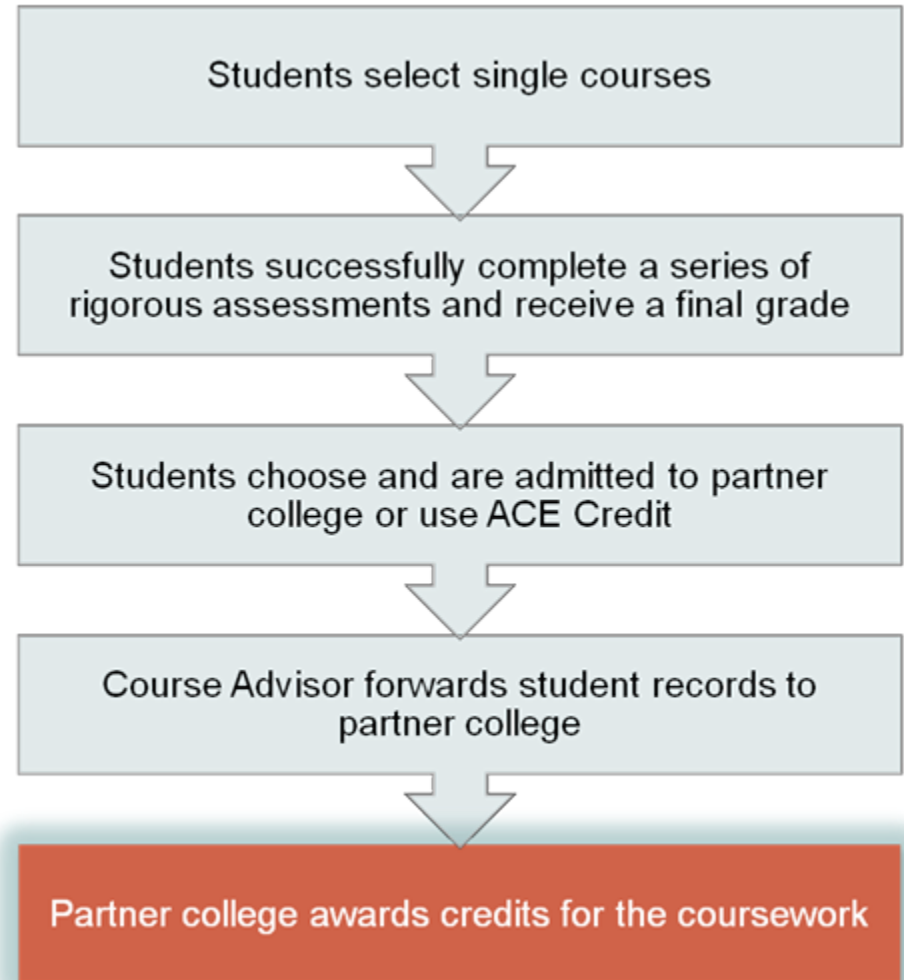 Students select single courses
Students successfully complete a series of
rigorous assessments and receive a final grade
Students choose and are admitted to partner
college or use ACE Credit
Course Advisor forwards student records to
partner college
Partner college awards credits for the coursework